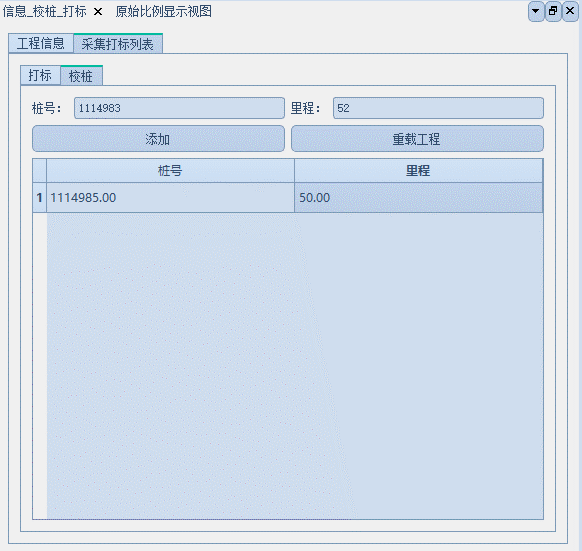 信息_校桩_打标 原始比例显示视图
工程信息 采集打标列表
打标 校桩
桩号： 1114983 里程： 52
添加 重载工程
桩号 里程
1 1114985.00 50.00